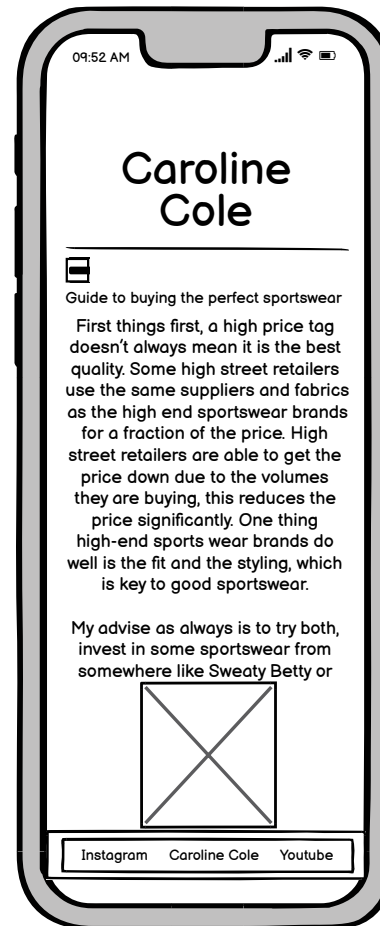 09:52 AM
Caroline
Cole
Guide to buying the perfect sportswear
First things first, a high price tag
doesn't always mean it is the best
quality. Some high street retailers
use the same suppliers and fabrics
as the high end sportswear brands
for a fraction of the price. High
street retailers are able to get the
price down due to the volumes
they are buying, this reduces the
price significantly. One thing
high-end sports wear brands do
well is the fit and the styling, which
is key to good sportswear.
My advise as always is to try both,
invest in some sportswear from
somewhere like Sweaty Betty or
Instagram Caroline Cole Youtube